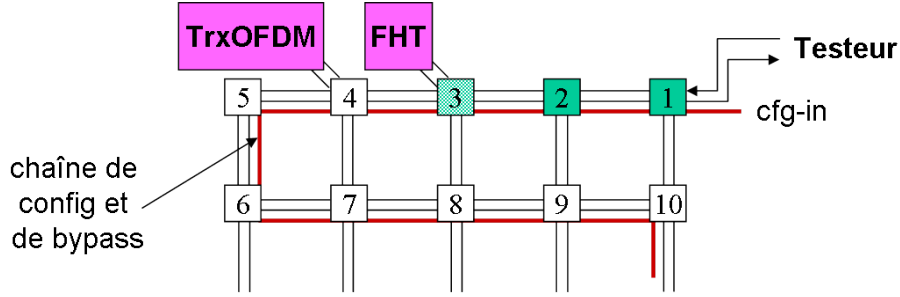 TrxOFDM
FHT
Testeur
5
4
3
2
1
cfg-in
chaîne de
config et
de bypass
6
7
8
9
10